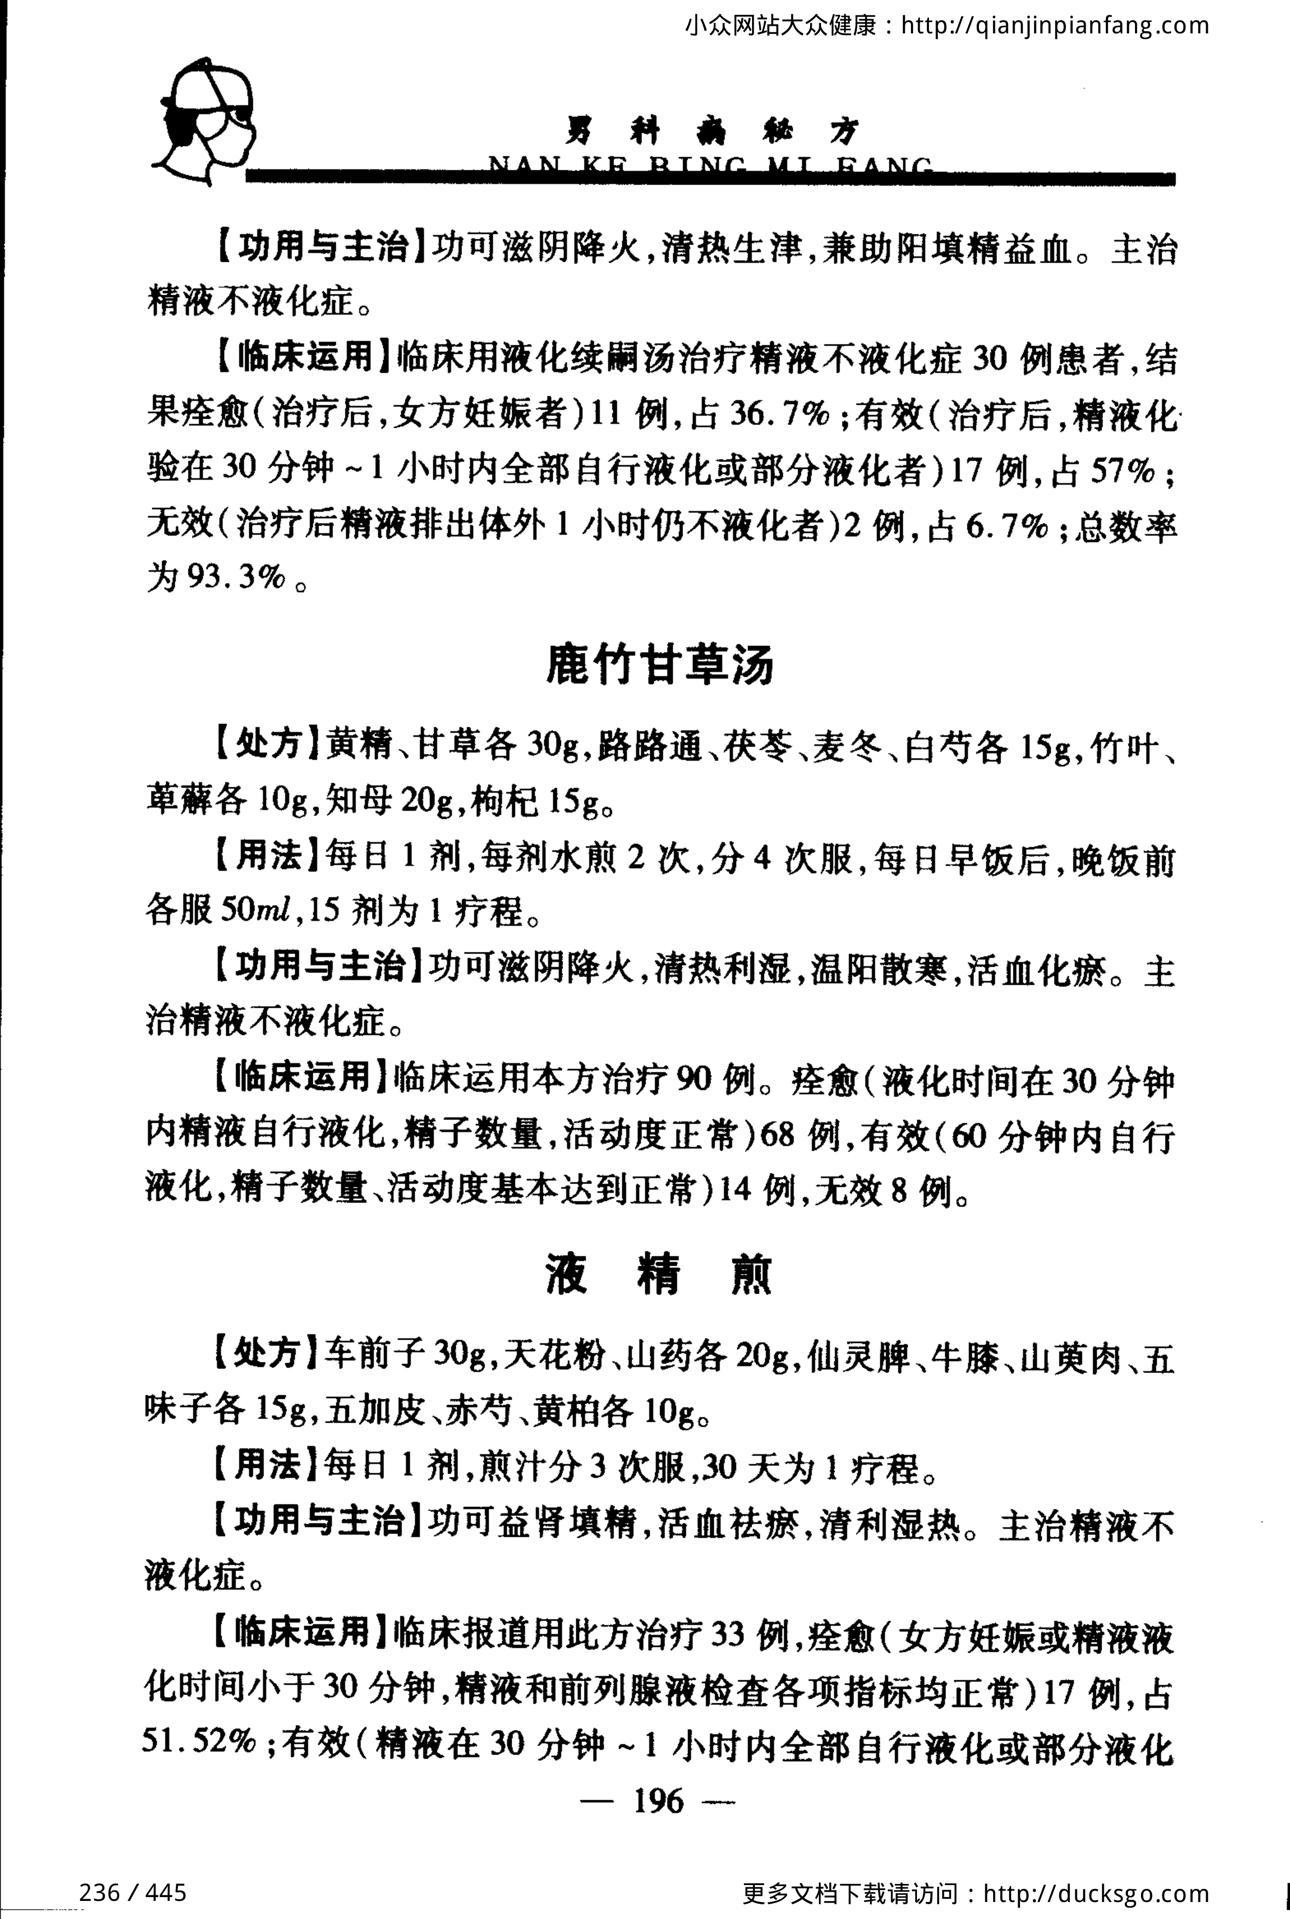 小众网站大众健康：http://qianjinpianfang.com
男科病秘方
NAN KE BING MI FANG
【功用与主治】功可滋阴降火,清热生津,兼助阳填精益血。主治
精液不液化症。
【临床运用】临床用液化续嗣汤治疗精液不液化症30 例患者,结
果痊愈(治疗后,女方妊娠者)11 例,占36.7%;有效(治疗后,精液化
验在30 分钟~1 小时内全部自行液化或部分液化者)17 例,占57%;
无效(治疗后精液排出体外1 小时仍不液化者)2 例,占6.7%;总数率
为93.3%。
鹿竹甘草汤
【处方】黄精、甘草各 30g,路路通、茯苓、麦冬、白芍各 15g,竹叶、
萆薢各 10g,知母 20g,枸杞 15g。
【用法】每日 1 剂,每剂水煎 2 次,分 4 次服,每日早饭后,晚饭前
各服 50ml,15 剂为 1 疗程。
【功用与主治】功可滋阴降火,清热利湿,温阳散寒,活血化瘀。主
治精液不液化症。
【临床运用】临床运用本方治疗 90 例。痊愈(液化时间在 30 分钟
内精液自行液化,精子数量,活动度正常)68 例,有效(60 分钟内自行
液化,精子数量、活动度基本达到正常)14 例,无效 8 例。
液 精 煎
【处方】车前子 30g,天花粉、山药各 20g,仙灵脾、牛膝、山萸肉、五
味子各 15g,五加皮、赤芍、黄柏各 10g。
【用法】每日 1 剂,煎汁分 3 次服,30 天为 1 疗程。
【功用与主治】功可益肾填精,活血祛瘀,清利湿热。主治精液不
液化症。
【临床运用】临床报道用此方治疗 33 例,痊愈(女方妊娠或精液液
化时间小于 30 分钟,精液和前列腺液检查各项指标均正常)17 例,占
51.52%;有效(精液在 30 分钟~1 小时内全部自行液化或部分液化
— 196 —
236 / 445
更多文档下载请访问：http://ducksgo.com